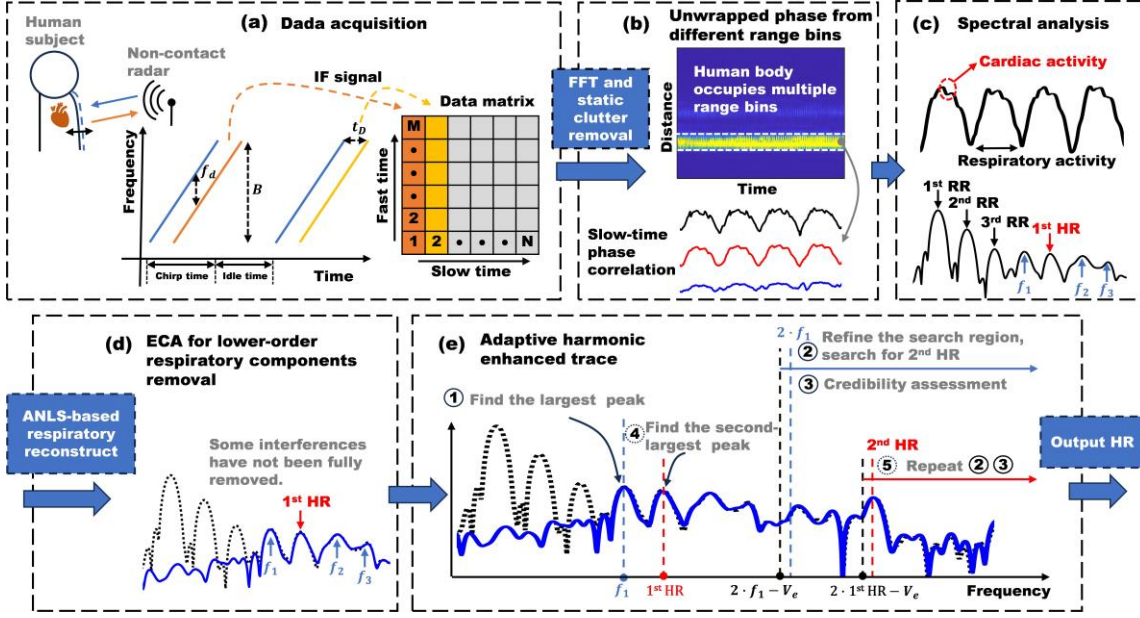 Human
subject
Non-contact
radar
(a) Dada acquisition
IF signal
Data matrix
Frequency
f_d
B
t_D
Chirp time
Idle time
Time
Fast time
M
2
1 2 • • • N
Slow time
FFT and
static
clutter
removal
(b) Unwrapped phase from
different range bins
Human body
occupies multiple
range bins
Distance
Time
Slow-time
phase
correlation
(c) Spectral analysis
Cardiac activity
Respiratory activity
1st RR
2nd RR
3rd RR
1st HR
f_1
f_2
f_3
ANLS-based
respiratory
reconstruct
(d) ECA for lower-order
respiratory components
removal
Some interferences
have not been fully
removed.
1st HR
f_1
f_2
f_3
(e) Adaptive harmonic
enhanced trace
① Find the largest peak
④ Find the second-
largest peak
2 · f_1
② Refine the search region,
search for 2nd HR
③ Credibility assessment
2nd HR
⑤ Repeat ② ③
f_1
1st HR
2 · f_1 − V_e
2 · 1st HR − V_e
Frequency
Output HR